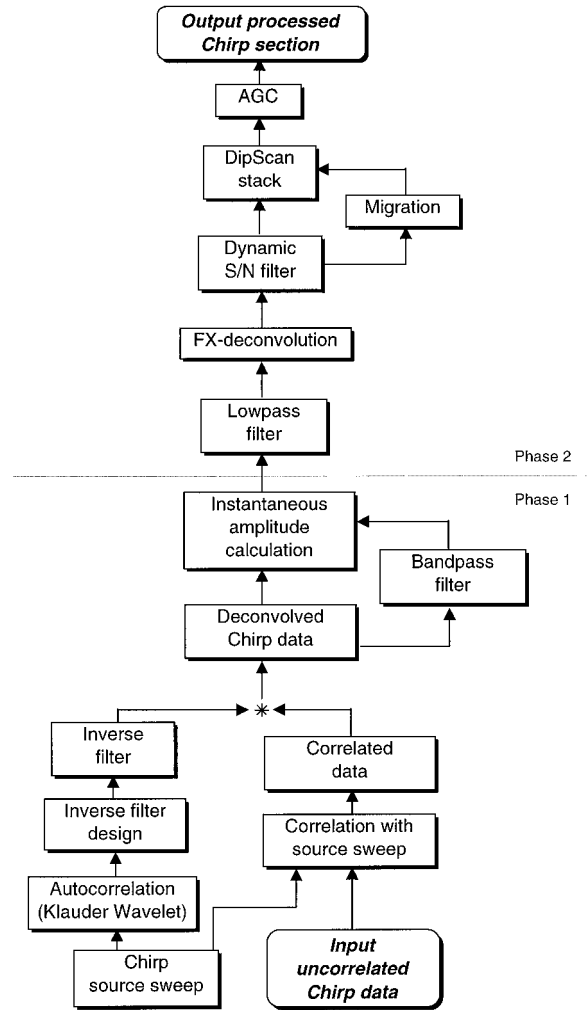 Output processed
Chirp section
AGC
DipScan
stack
Migration
Dynamic
S/N filter
FX-deconvolution
Lowpass
filter
Phase 2
Phase 1
Instantaneous
amplitude
calculation
Bandpass
filter
Deconvolved
Chirp data
*
Inverse
filter
Correlated
data
Inverse filter
design
Correlation with
source sweep
Autocorrelation
(Klauder Wavelet)
Chirp
source sweep
Input
uncorrelated
Chirp data